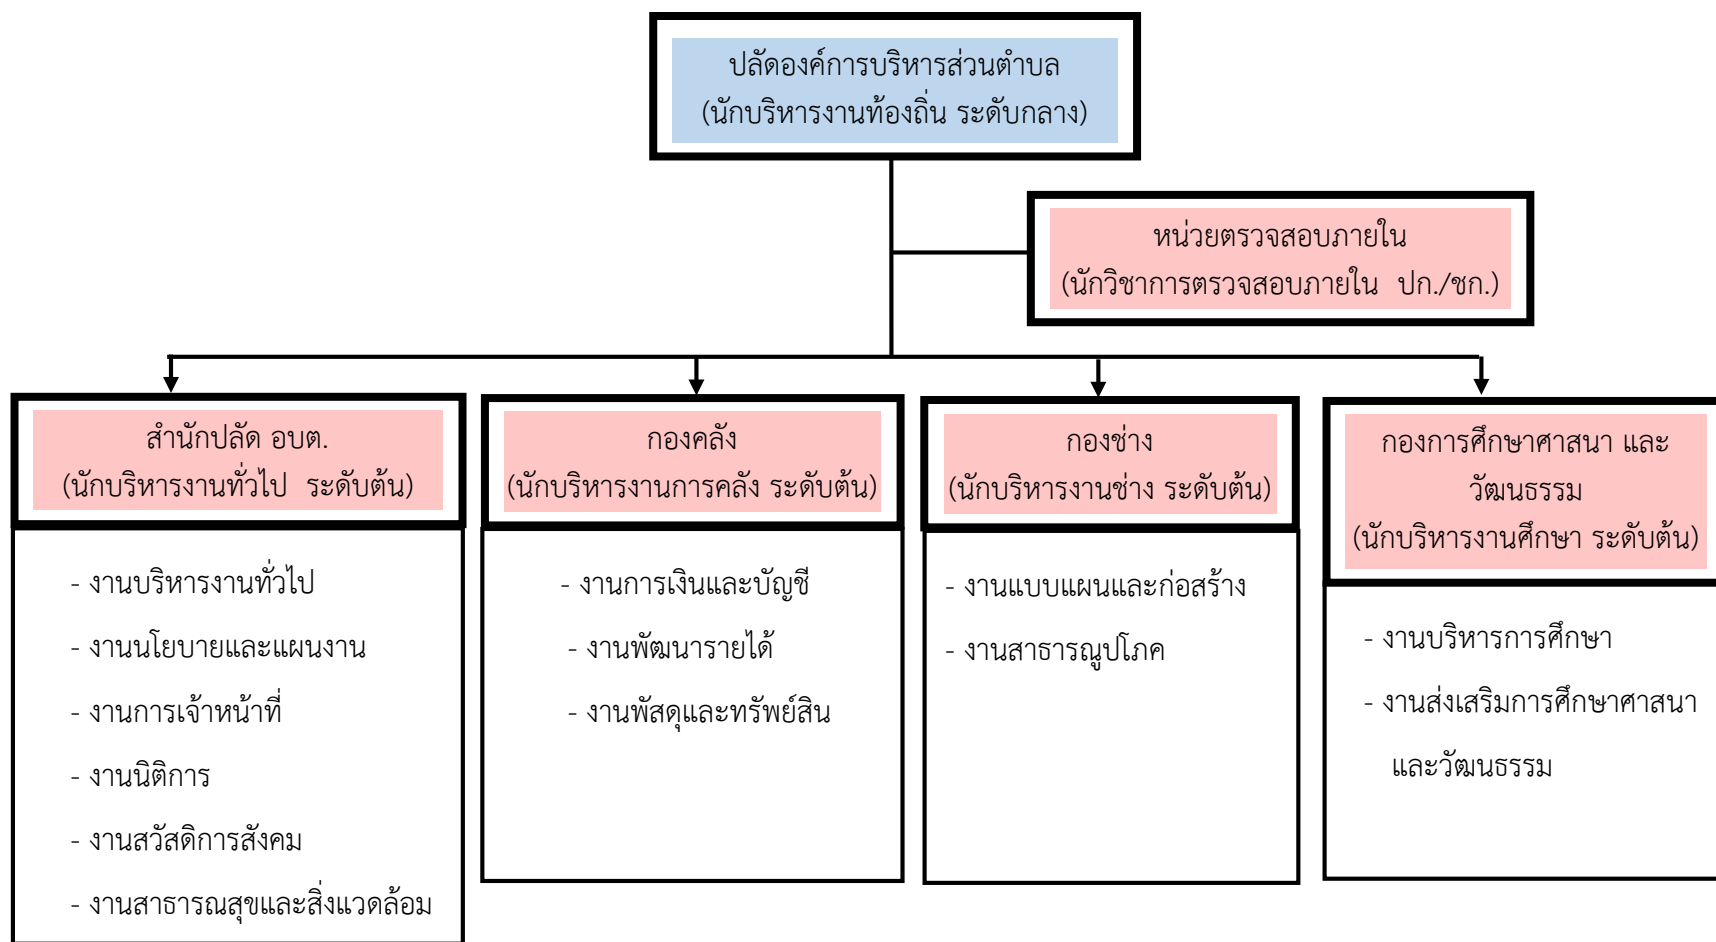 ปลัดองค์การบริหารส่วนตำบล
(นักบริหารงานท้องถิ่น ระดับกลาง)
หน่วยตรวจสอบภายใน
(นักวิชาการตรวจสอบภายใน  ปก./ชก.)
สำนักปลัด อบต.
(นักบริหารงานทั่วไป  ระดับต้น)
- งานบริหารงานทั่วไป
- งานนโยบายและแผนงาน
- งานการเจ้าหน้าที่
- งานนิติการ
- งานสวัสดิการสังคม
- งานสาธารณสุขและสิ่งแวดล้อม
กองคลัง
(นักบริหารงานการคลัง ระดับต้น)
- งานการเงินและบัญชี
- งานพัฒนารายได้
- งานพัสดุและทรัพย์สิน
กองช่าง
(นักบริหารงานช่าง ระดับต้น)
- งานแบบแผนและก่อสร้าง
- งานสาธารณูปโภค
กองการศึกษาศาสนา และ
วัฒนธรรม
(นักบริหารงานศึกษา ระดับต้น)
- งานบริหารการศึกษา
- งานส่งเสริมการศึกษาศาสนา
และวัฒนธรรม